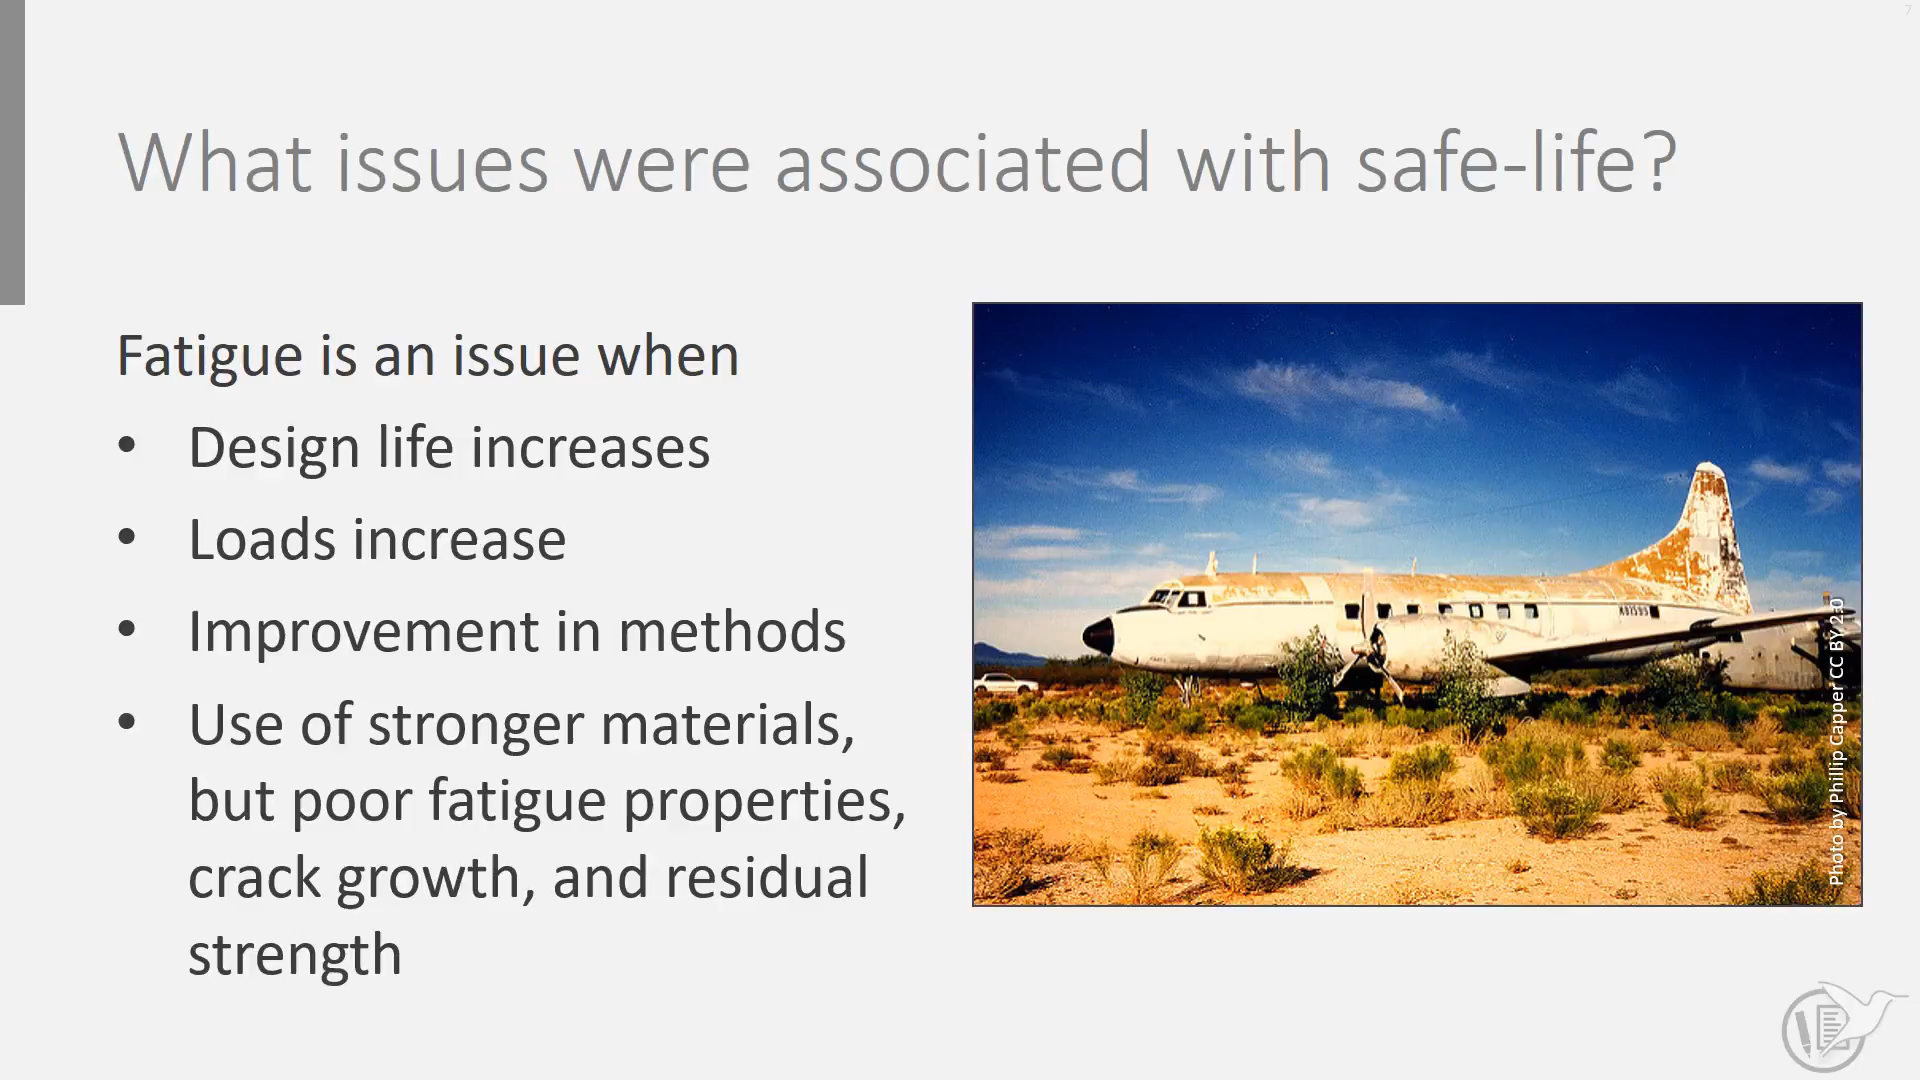 7
What issues were associated with safe-life?
Fatigue is an issue when
• Design life increases
• Loads increase
• Improvement in methods
• Use of stronger materials,
but poor fatigue properties,
crack growth, and residual
strength
Photo by Phillip Capper CC BY 2.0